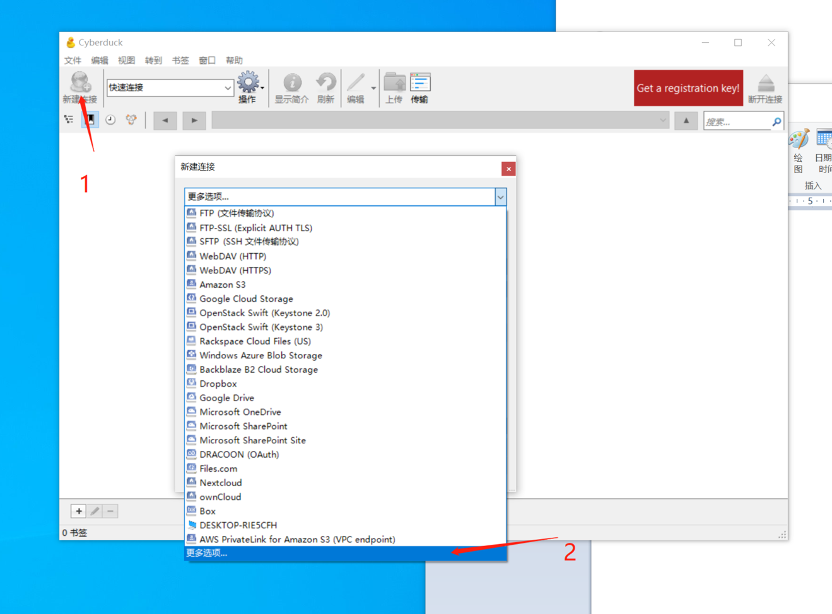 Cyberduck
文件 编辑 视图 转到 书签 窗口 帮助
新建连接
快速连接
操作
显示简介
刷新
编辑
上传
传输
Get a registration key!
断开连接
搜索...
1
新建连接
更多选项...
FTP (文件传输协议)
FTP-SSL (Explicit AUTH TLS)
SFTP (SSH 文件传输协议)
WebDAV (HTTP)
WebDAV (HTTPS)
Amazon S3
Google Cloud Storage
OpenStack Swift (Keystone 2.0)
OpenStack Swift (Keystone 3)
Rackspace Cloud Files (US)
Windows Azure Blob Storage
Backblaze B2 Cloud Storage
Dropbox
Google Drive
Microsoft OneDrive
Microsoft SharePoint
Microsoft SharePoint Site
DRACOON (OAuth)
Files.com
Nextcloud
ownCloud
Box
DESKTOP-RIE5CFH
AWS PrivateLink for Amazon S3 (VPC endpoint)
更多选项...
2
0 书签
绘
图
日期
时间
插入
5